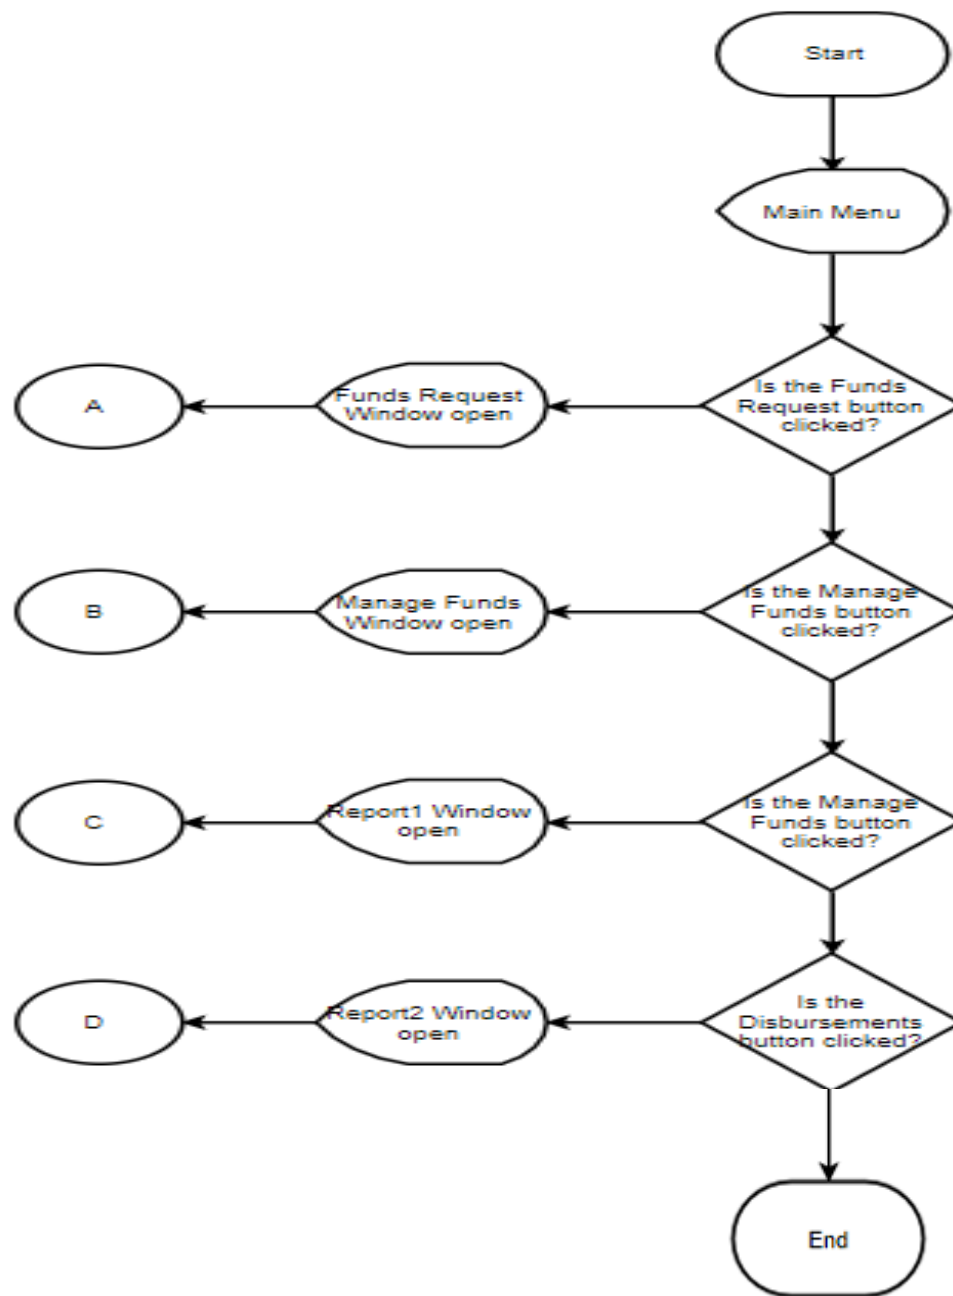 Start
Main Menu
A
Funds Request
Window open
Is the Funds
Request button
clicked?
B
Manage Funds
Window open
Is the Manage
Funds button
clicked?
C
Report1 Window
open
Is the Manage
Funds button
clicked?
D
Report2 Window
open
Is the
Disbursements
button clicked?
End